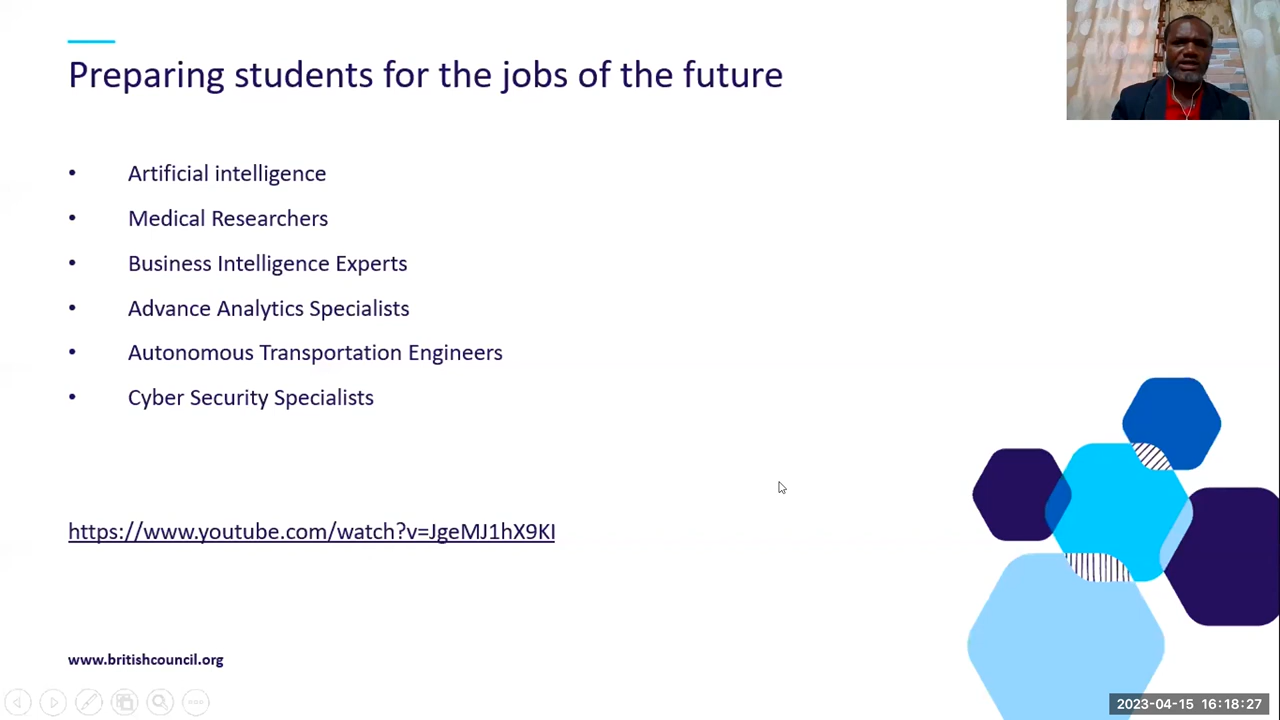 Preparing students for the jobs of the future
• Artificial intelligence
• Medical Researchers
• Business Intelligence Experts
• Advance Analytics Specialists
• Autonomous Transportation Engineers
• Cyber Security Specialists
https://www.youtube.com/watch?v=JgeMJ1hX9KI
www.britishcouncil.org
2023-04-15 16:18:27